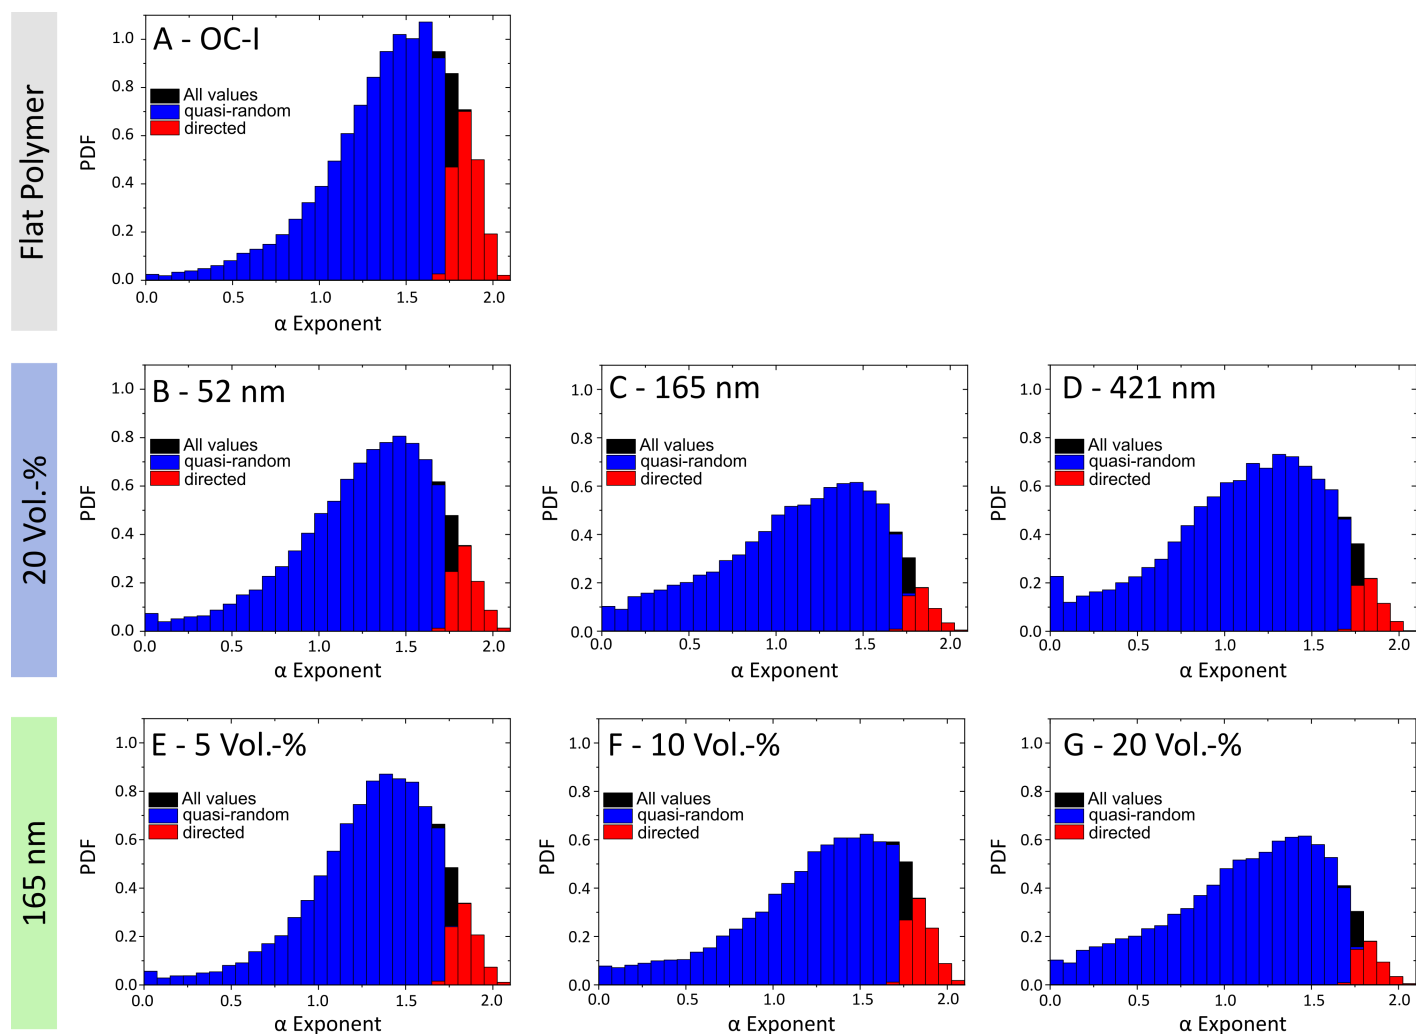 Flat Polymer
A - OC-I
All values
quasi-random
directed
PDF
1.0
0.8
0.6
0.4
0.2
0.0
0.0 0.5 1.0 1.5 2.0
α Exponent
20 Vol.-%
B - 52 nm
All values
quasi-random
directed
PDF
1.0
0.8
0.6
0.4
0.2
0.0
0.0 0.5 1.0 1.5 2.0
α Exponent
C - 165 nm
All values
quasi-random
directed
PDF
1.0
0.8
0.6
0.4
0.2
0.0
0.0 0.5 1.0 1.5 2.0
α Exponent
D - 421 nm
All values
quasi-random
directed
PDF
1.0
0.8
0.6
0.4
0.2
0.0
0.0 0.5 1.0 1.5 2.0
α Exponent
165 nm
E - 5 Vol.-%
All values
quasi-random
directed
PDF
1.0
0.8
0.6
0.4
0.2
0.0
0.0 0.5 1.0 1.5 2.0
α Exponent
F - 10 Vol.-%
All values
quasi-random
directed
PDF
1.0
0.8
0.6
0.4
0.2
0.0
0.0 0.5 1.0 1.5 2.0
α Exponent
G - 20 Vol.-%
All values
quasi-random
directed
PDF
1.0
0.8
0.6
0.4
0.2
0.0
0.0 0.5 1.0 1.5 2.0
α Exponent